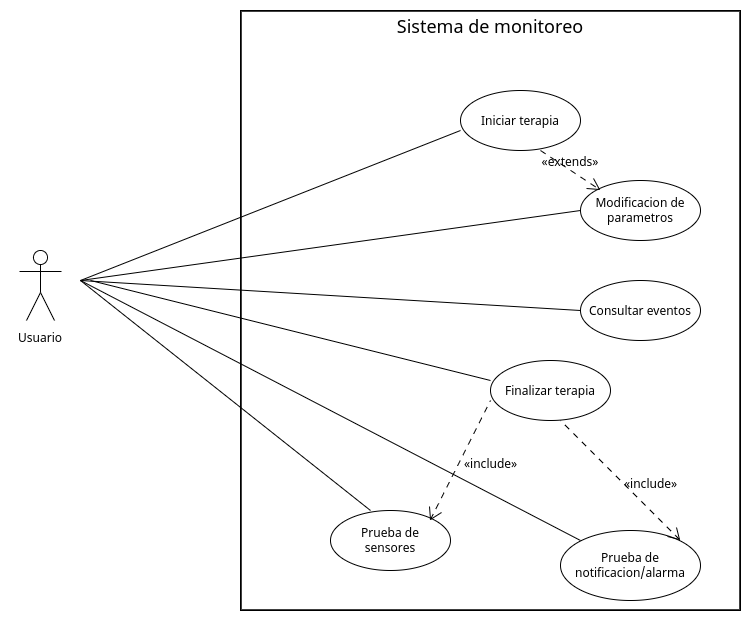 Sistema de monitoreo
Iniciar terapia
«extends»
Modificacion de
parametros
Usuario
Consultar eventos
Finalizar terapia
«include»
«include»
Prueba de
sensores
Prueba de
notificacion/alarma